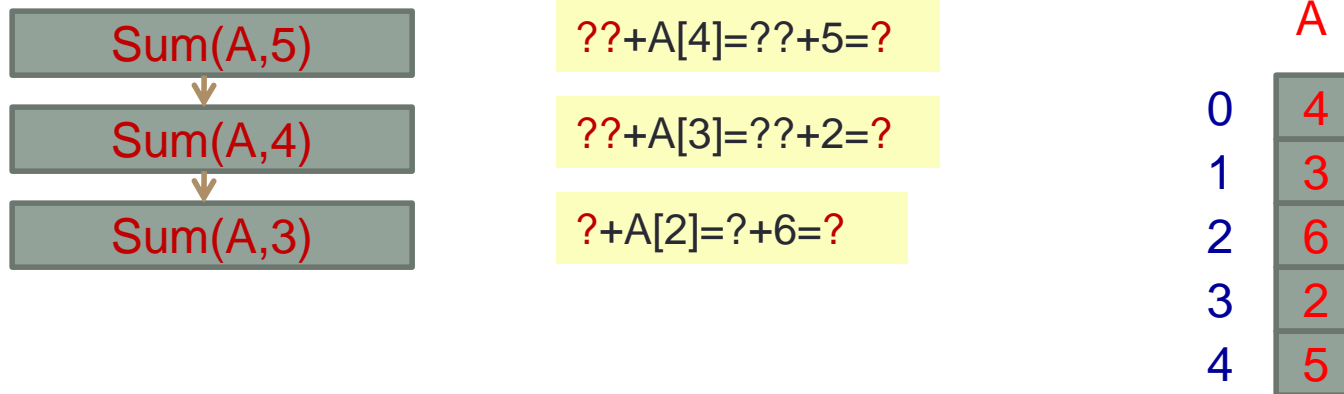 Sum(A,5)
??+A[4]=??+5=?
Sum(A,4)
??+A[3]=??+2=?
Sum(A,3)
?+A[2]=?+6=?
A
0 4
1 3
2 6
3 2
4 5